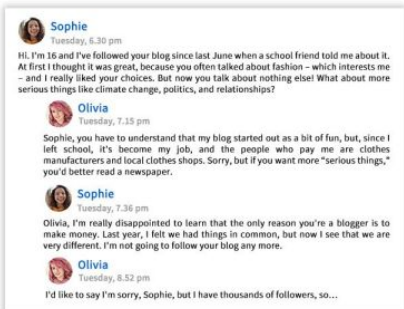 Sophie
Tuesday, 6.30 pm
Hi. I'm 16 and I've followed your blog since last June when a school friend told me about it.
At first I thought it was great, because you often talked about fashion – which interests me
– and I really liked your choices. But now you talk about nothing else! What about more
serious things like climate change, politics, and relationships?
Olivia
Tuesday, 7.15 pm
Sophie, you have to understand that my blog started out as a bit of fun, but, since I
left school, it's become my job, and the people who pay me are clothes
manufacturers and local clothes shops. Sorry, but if you want more “serious things,”
you'd better read a newspaper.
Sophie
Tuesday, 7.36 pm
Olivia, I'm really disappointed to learn that the only reason you're a blogger is to
make money. Last year, I felt we had things in common, but now I see that we are
very different. I'm not going to follow your blog any more.
Olivia
Tuesday, 8.52 pm
I'd like to say I'm sorry, Sophie, but I have thousands of followers, so...